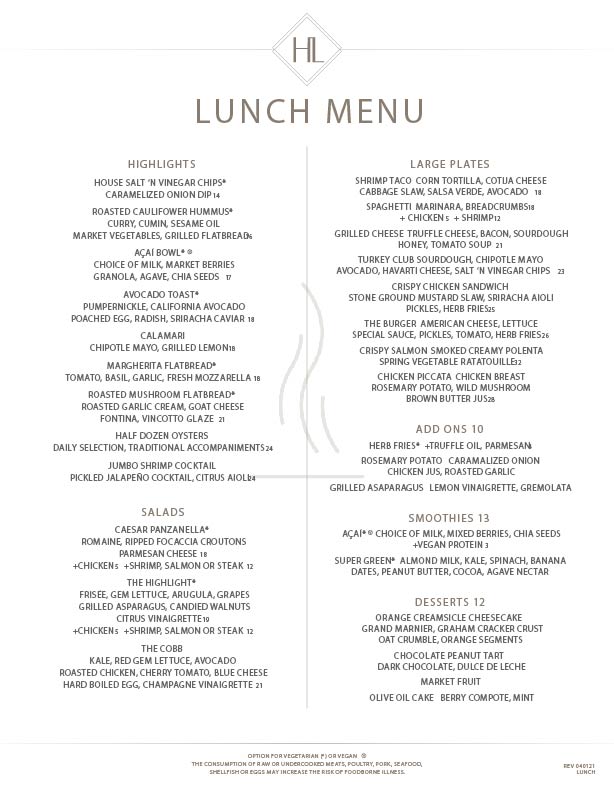 HL
LUNCH MENU
HIGHLIGHTS
HOUSE SALT 'N VINEGAR CHIPS*
CARAMELIZED ONION DIP 14
ROASTED CAULIFOWER HUMMUS*
CURRY, CUMIN, SESAME OIL
MARKET VEGETABLES, GRILLED FLATBREAD16
AÇAÍ BOWL* ®
CHOICE OF MILK, MARKET BERRIES
GRANOLA, AGAVE, CHIA SEEDS 17
AVOCADO TOAST*
PUMPERNICKLE, CALIFORNIA AVOCADO
POACHED EGG, RADISH, SRIRACHA CAVIAR 18
CALAMARI
CHIPOTLE MAYO, GRILLED LEMON18
MARGHERITA FLATBREAD*
TOMATO, BASIL, GARLIC, FRESH MOZZARELLA 18
ROASTED MUSHROOM FLATBREAD*
ROASTED GARLIC CREAM, GOAT CHEESE
FONTINA, VINCOTTO GLAZE 21
HALF DOZEN OYSTERS
DAILY SELECTION, TRADITIONAL ACCOMPANIMENTS 24
JUMBO SHRIMP COCKTAIL
PICKLED JALAPEÑO COCKTAIL, CITRUS AIOLI24
SALADS
CAESAR PANZANELLA*
ROMAINE, RIPPED FOCACCIA CROUTONS
PARMESAN CHEESE 18
+CHICKEN 5 +SHRIMP, SALMON OR STEAK 12
THE HIGHLIGHT*
FRISEE, GEM LETTUCE, ARUGULA, GRAPES
GRILLED ASPARAGUS, CANDIED WALNUTS
CITRUS VINAIGRETTE19
+CHICKEN 5 +SHRIMP, SALMON OR STEAK 12
THE COBB
KALE, RED GEM LETTUCE, AVOCADO
ROASTED CHICKEN, CHERRY TOMATO, BLUE CHEESE
HARD BOILED EGG, CHAMPAGNE VINAIGRETTE 21
LARGE PLATES
SHRIMP TACO CORN TORTILLA, COTIJA CHEESE
CABBAGE SLAW, SALSA VERDE, AVOCADO 18
SPAGHETTI MARINARA, BREADCRUMBS18
+ CHICKEN 5 + SHRIMP12
GRILLED CHEESE TRUFFLE CHEESE, BACON, SOURDOUGH
HONEY, TOMATO SOUP 21
TURKEY CLUB SOURDOUGH, CHIPOTLE MAYO
AVOCADO, HAVARTI CHEESE, SALT 'N VINEGAR CHIPS 23
CRISPY CHICKEN SANDWICH
STONE GROUND MUSTARD SLAW, SRIRACHA AIOLI
PICKLES, HERB FRIES25
THE BURGER AMERICAN CHEESE, LETTUCE
SPECIAL SAUCE, PICKLES, TOMATO, HERB FRIES26
CRISPY SALMON SMOKED CREAMY POLENTA
SPRING VEGETABLE RATATOUILLE32
CHICKEN PICCATA CHICKEN BREAST
ROSEMARY POTATO, WILD MUSHROOM
BROWN BUTTER JUS28
ADD ONS 10
HERB FRIES* +TRUFFLE OIL, PARMESAN
ROSEMARY POTATO CARAMALIZED ONION
CHICKEN JUS, ROASTED GARLIC
GRILLED ASAPARAGUS LEMON VINAIGRETTE, GREMOLATA
SMOOTHIES 13
AÇAÍ* ® CHOICE OF MILK, MIXED BERRIES, CHIA SEEDS
+VEGAN PROTEIN 3
SUPER GREEN* ALMOND MILK, KALE, SPINACH, BANANA
DATES, PEANUT BUTTER, COCOA, AGAVE NECTAR
DESSERTS 12
ORANGE CREAMSICLE CHEESECAKE
GRAND MARNIER, GRAHAM CRACKER CRUST
OAT CRUMBLE, ORANGE SEGMENTS
CHOCOLATE PEANUT TART
DARK CHOCOLATE, DULCE DE LECHE
MARKET FRUIT
OLIVE OIL CAKE BERRY COMPOTE, MINT
OPTION FOR VEGETARIAN (*) OR VEGAN ®
THE CONSUMPTION OF RAW OR UNDERCOOKED MEATS, POULTRY, PORK, SEAFOOD,
SHELLFISH OR EGGS MAY INCREASE THE RISK OF FOODBORNE ILLNESS.
REV 040121
LUNCH